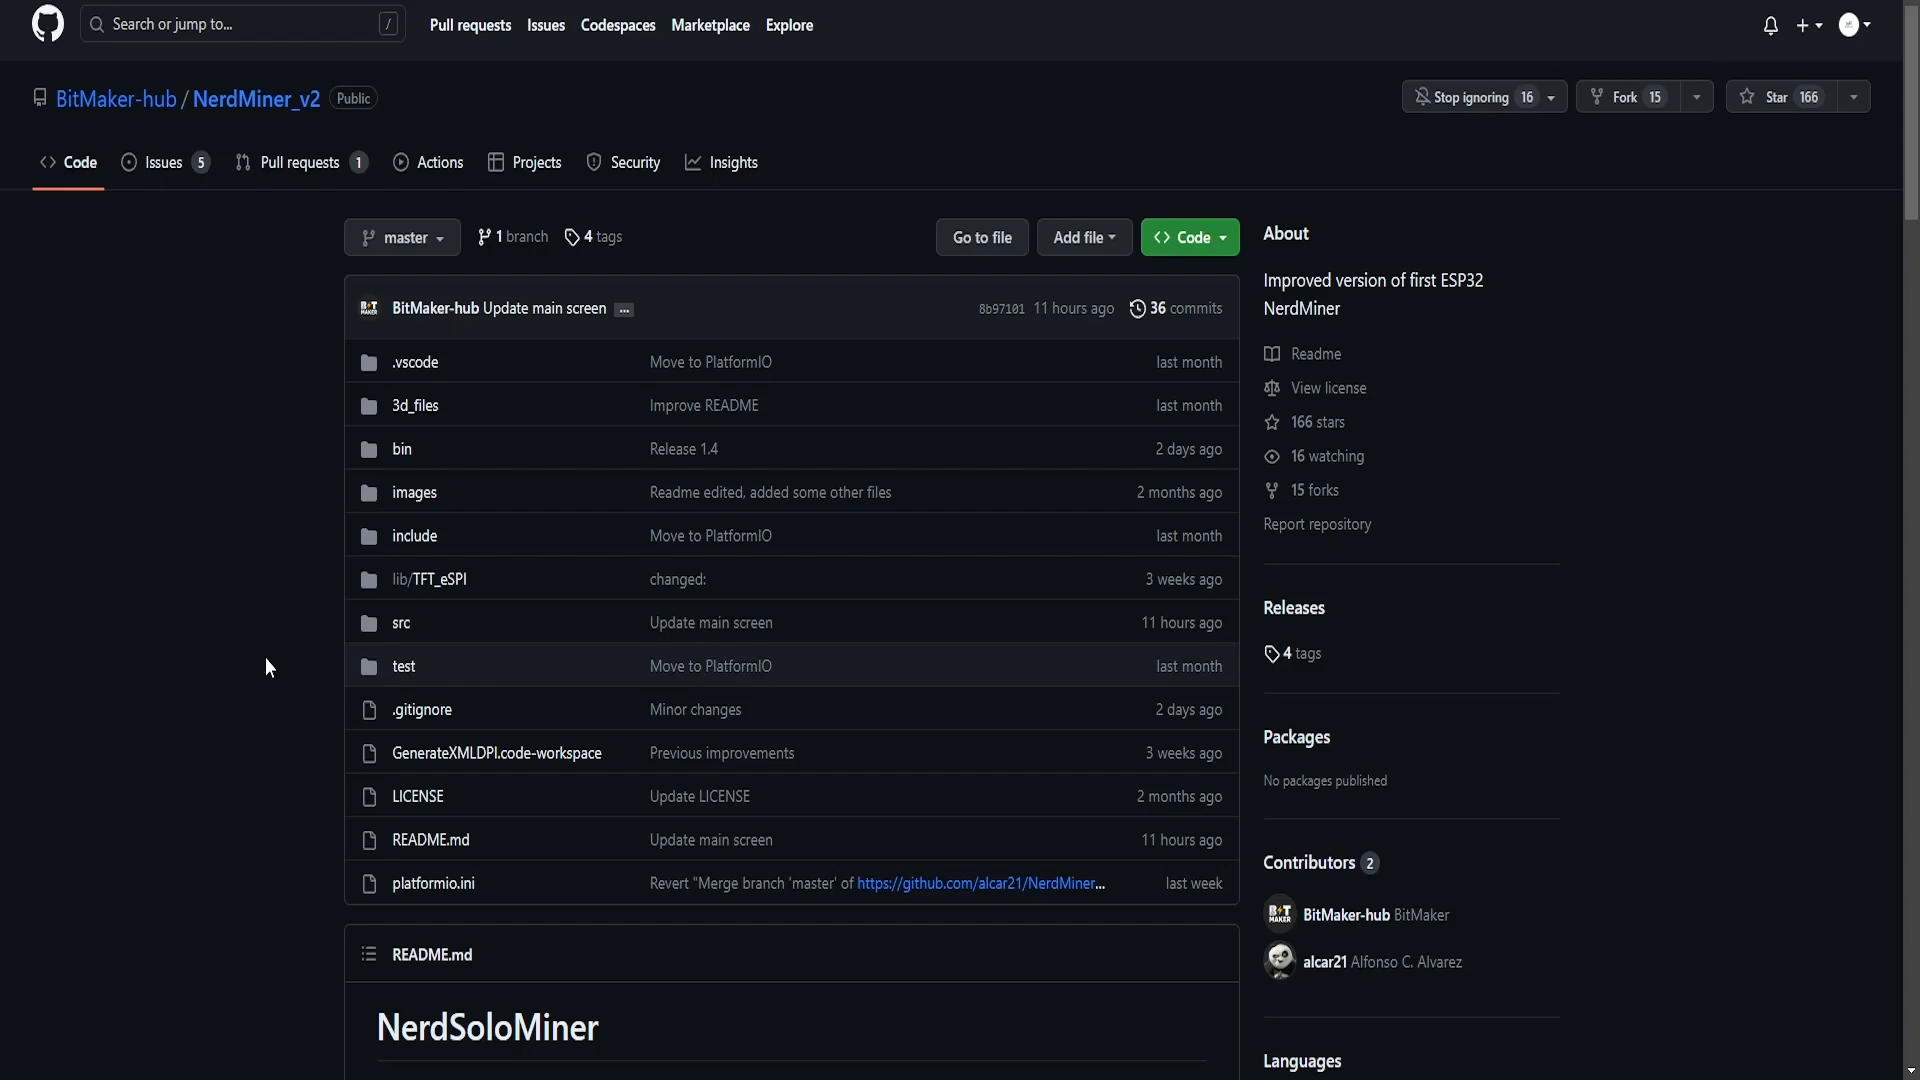 Search or jump to... /
Pull requests Issues Codespaces Marketplace Explore
BitMaker-hub / NerdMiner_v2 Public
Stop ignoring 16 Fork 15 Star 166
Code Issues 5 Pull requests 1 Actions Projects Security Insights
master 1 branch 4 tags Go to file Add file Code
BIT MAKER BitMaker-hub Update main screen ... 8b97101 11 hours ago 36 commits
.vscode Move to PlatformIO last month
3d_files Improve README last month
bin Release 1.4 2 days ago
images Readme edited, added some other files 2 months ago
include Move to PlatformIO last month
lib/TFT_eSPI changed: 3 weeks ago
src Update main screen 11 hours ago
test Move to PlatformIO last month
.gitignore Minor changes 2 days ago
GenerateXMLDPI.code-workspace Previous improvements 3 weeks ago
LICENSE Update LICENSE 2 months ago
README.md Update main screen 11 hours ago
platformio.ini Revert "Merge branch 'master' of https://github.com/alcar21/NerdMiner... last week
README.md
NerdSoloMiner
About
Improved version of first ESP32
NerdMiner
Readme
View license
166 stars
16 watching
15 forks
Report repository
Releases
4 tags
Packages
No packages published
Contributors 2
BIT MAKER BitMaker-hub BitMaker
alcar21 Alfonso C. Alvarez
Languages